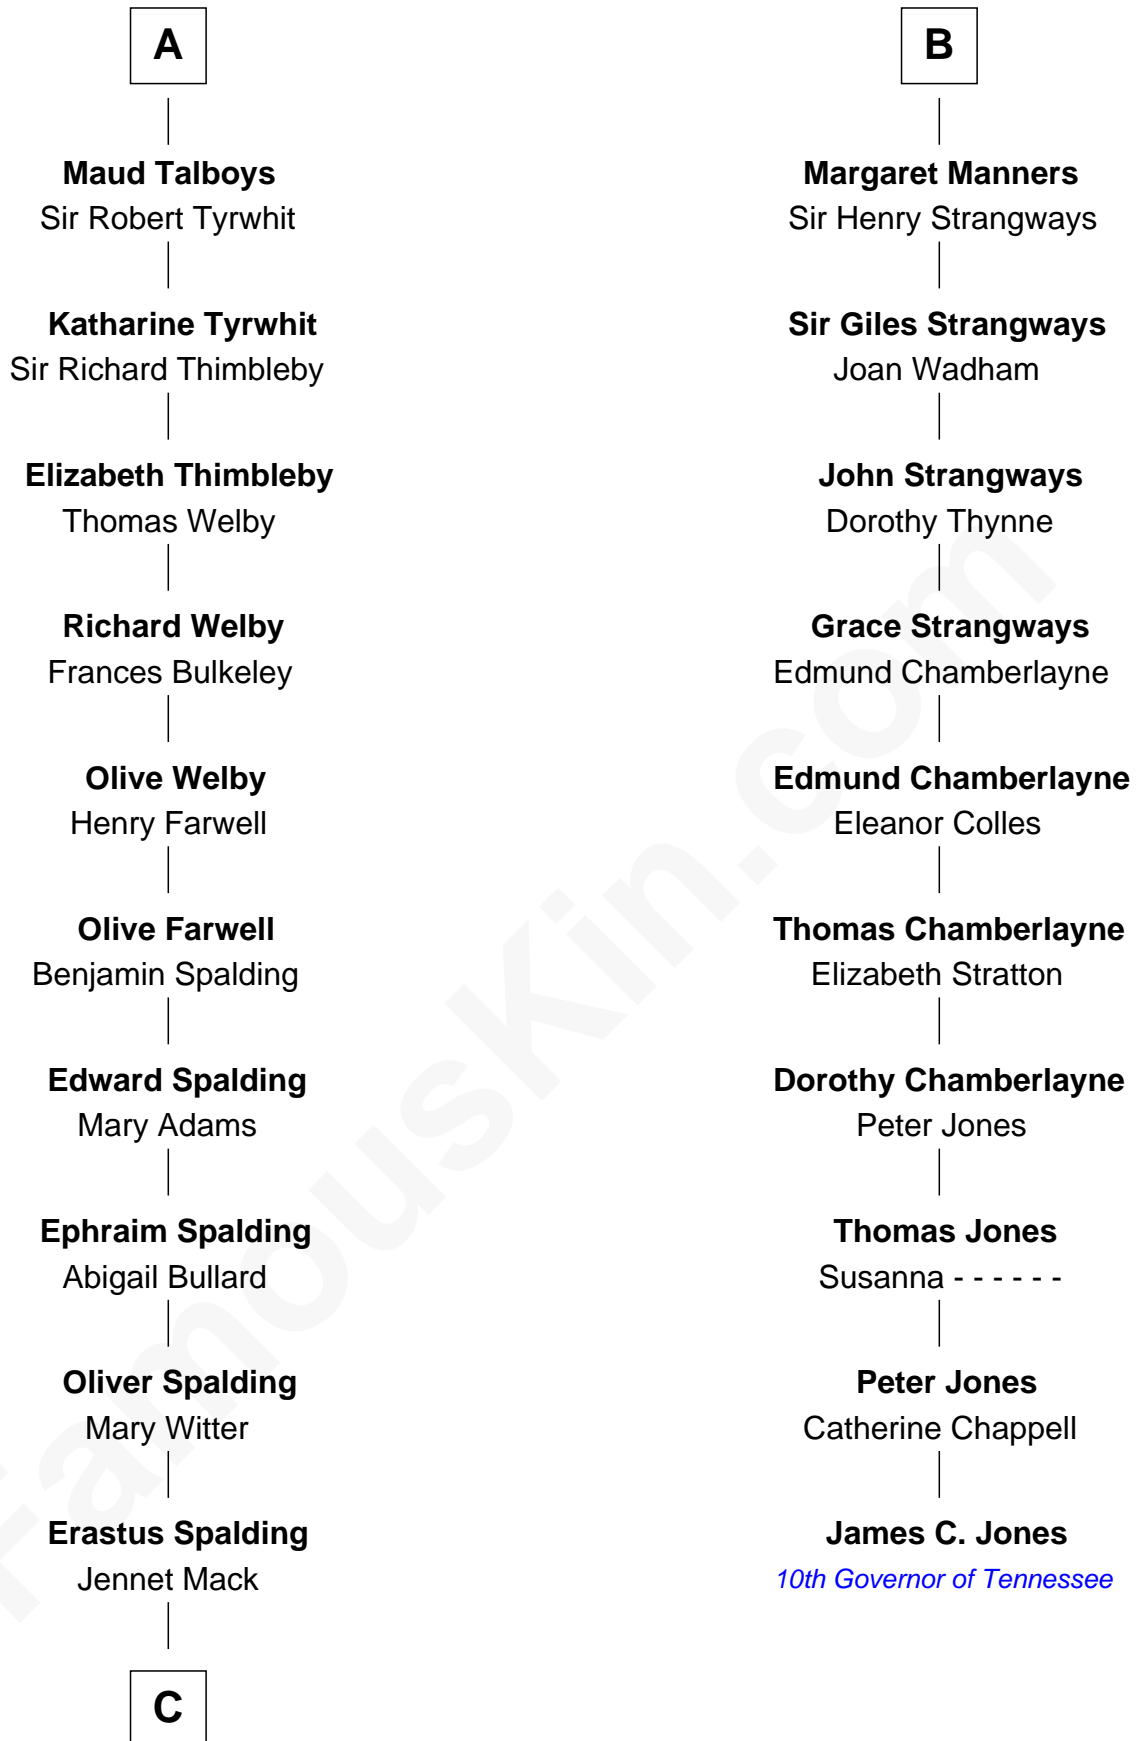 A
Maud Talboys
Sir Robert Tyrwhit
Katharine Tyrwhit
Sir Richard Thimbleby
Elizabeth Thimbleby
Thomas Welby
Richard Welby
Frances Bulkeley
Olive Welby
Henry Farwell
Olive Farwell
Benjamin Spalding
Edward Spalding
Mary Adams
Ephraim Spalding
Abigail Bullard
Oliver Spalding
Mary Witter
Erastus Spalding
Jennet Mack
C
B
Margaret Manners
Sir Henry Strangways
Sir Giles Strangways
Joan Wadham
John Strangways
Dorothy Thynne
Grace Strangways
Edmund Chamberlayne
Edmund Chamberlayne
Eleanor Colles
Thomas Chamberlayne
Elizabeth Stratton
Dorothy Chamberlayne
Peter Jones
Thomas Jones
Susanna - - - - - -
Peter Jones
Catherine Chappell
James C. Jones
10th Governor of Tennessee
FamousKin.com